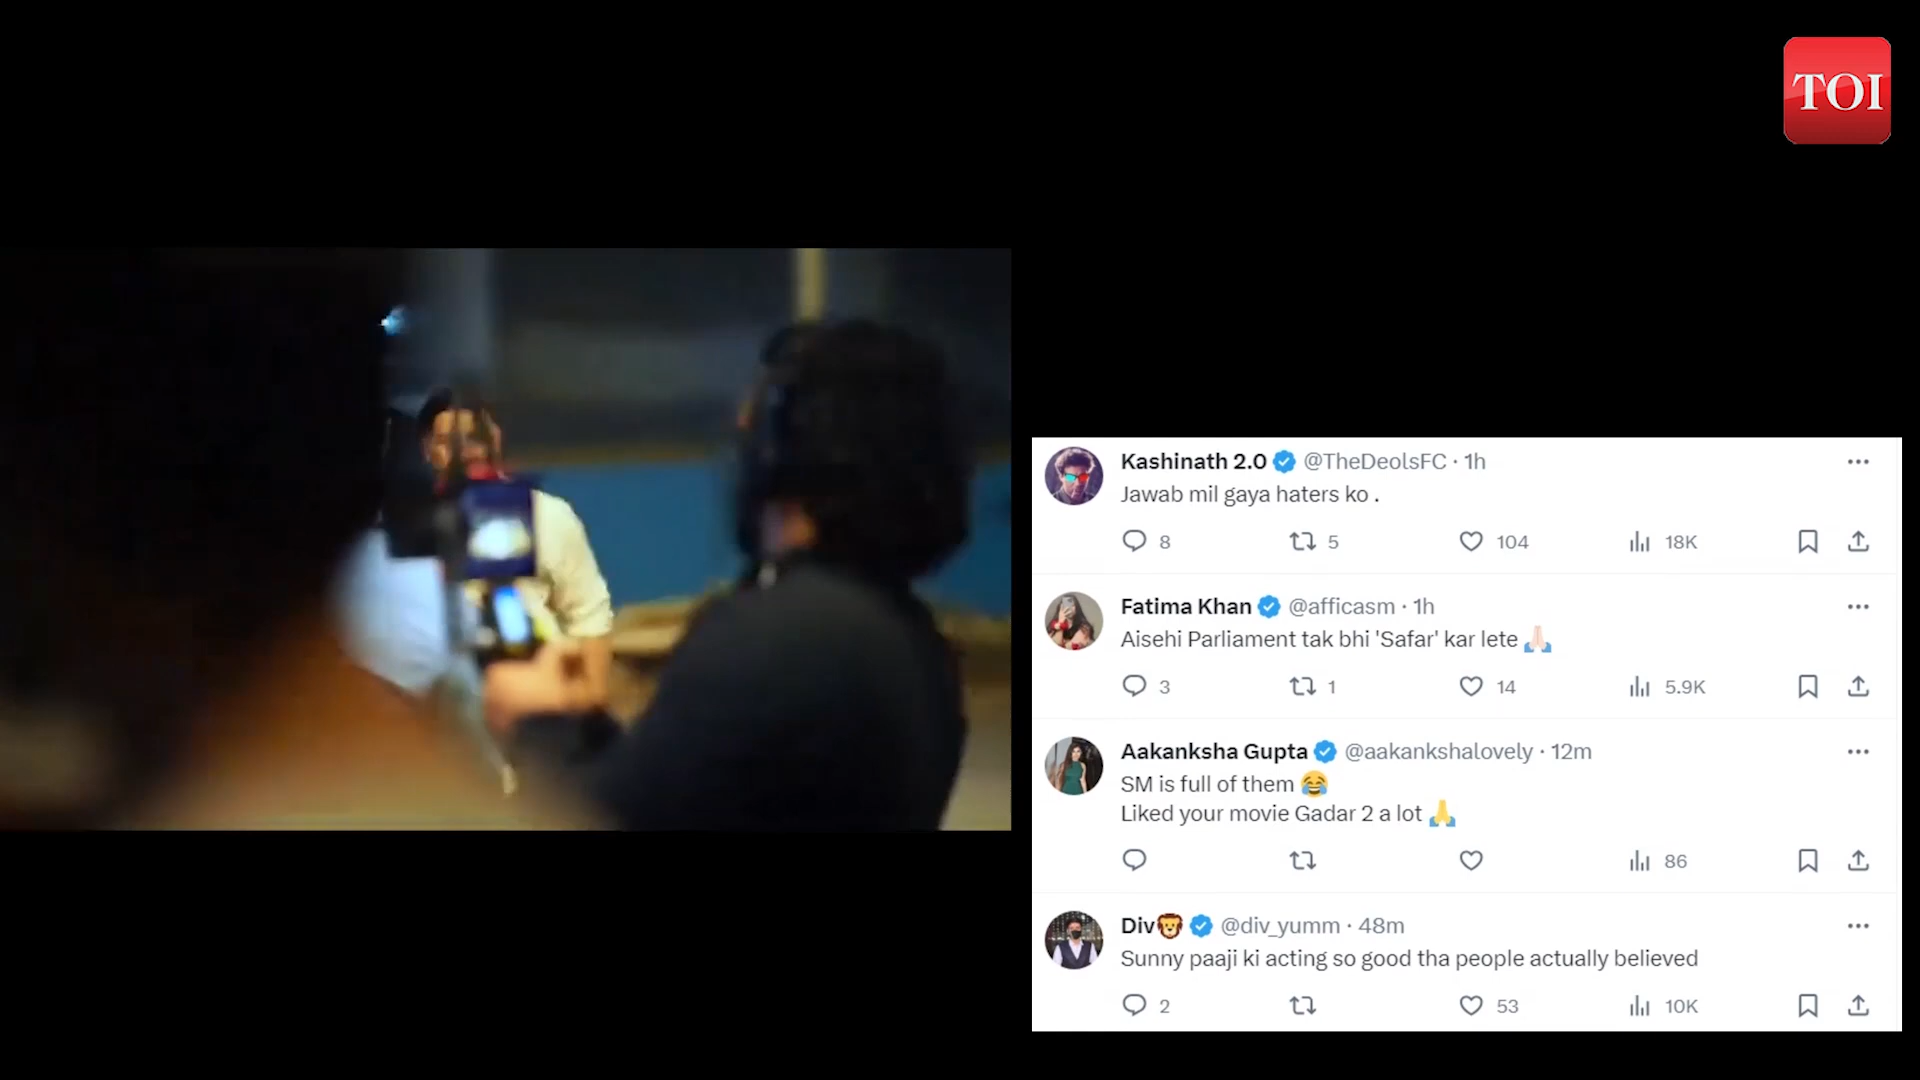 TOI
Kashinath 2.0 @TheDeolsFC · 1h
Jawab mil gaya haters ko .
8 5 104 18K
Fatima Khan @afficasm · 1h
Aisehi Parliament tak bhi 'Safar' kar lete 🙏🏻
3 1 14 5.9K
Aakanksha Gupta @aakankshalovely · 12m
SM is full of them 😂
Liked your movie Gadar 2 a lot 🙏
86
Div🦁 @div_yumm · 48m
Sunny paaji ki acting so good tha people actually believed
2 53 10K